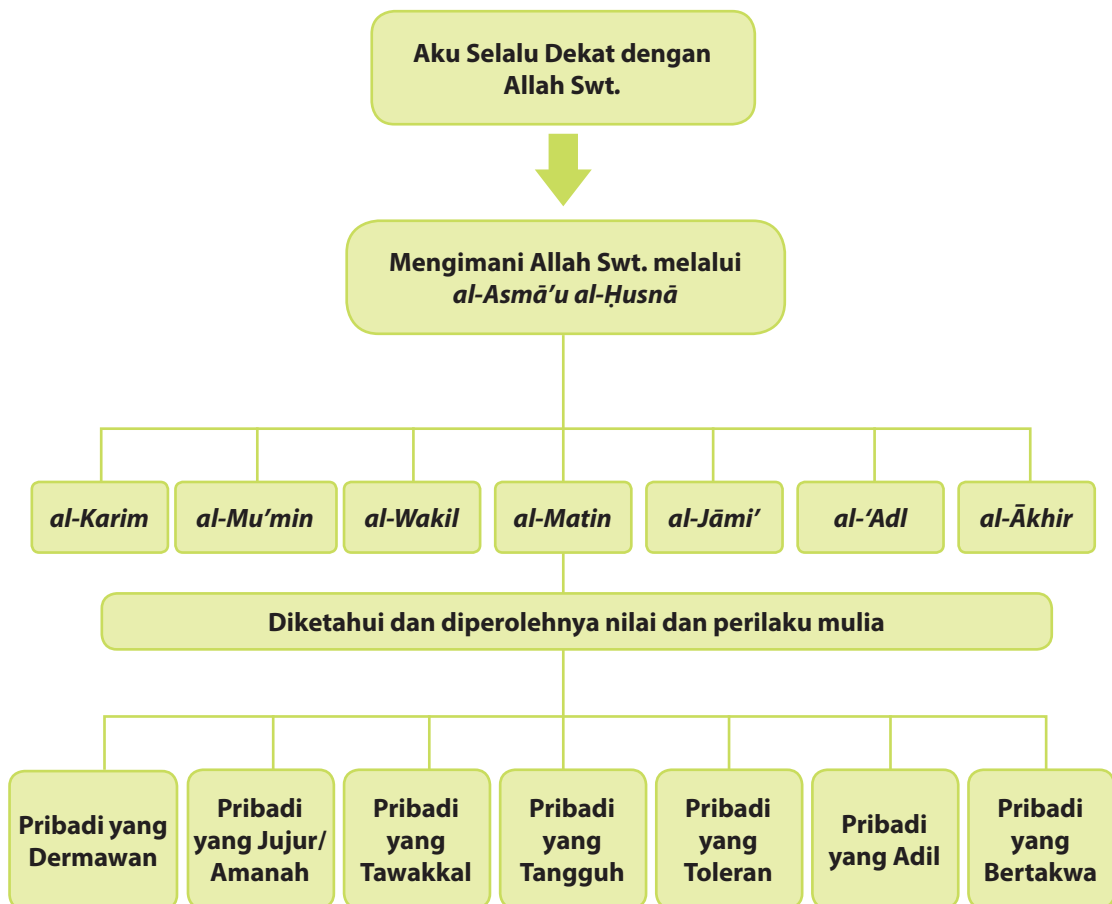 Aku Selalu Dekat dengan
Allah Swt.
Mengimani Allah Swt. melalui
al-Asmā'u al-Ḥusnā
al-Karim
al-Mu’min
al-Wakil
al-Matin
al-Jāmi’
al-‘Adl
al-Ākhir
Diketahui dan diperolehnya nilai dan perilaku mulia
Pribadi yang
Dermawan
Pribadi
yang Jujur/
Amanah
Pribadi
yang
Tawakkal
Pribadi
yang
Tangguh
Pribadi
yang
Toleran
Pribadi
yang Adil
Pribadi
yang
Bertakwa